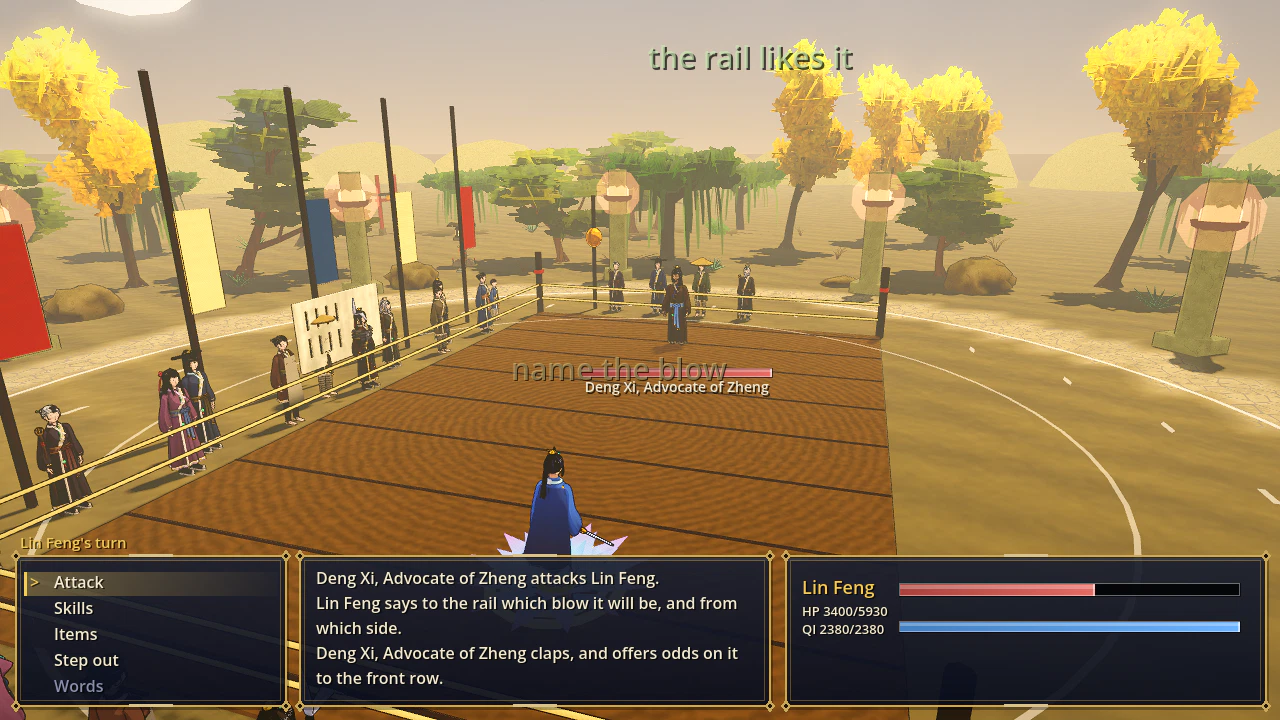 the rail likes it
name the blow
Deng Xi, Advocate of Zheng
Lin Feng's turn
> Attack
Skills
Items
Step out
Words
Deng Xi, Advocate of Zheng attacks Lin Feng.
Lin Feng says to the rail which blow it will be, and from
which side.
Deng Xi, Advocate of Zheng claps, and offers odds on it
to the front row.
Lin Feng
HP 3400/5930
QI 2380/2380